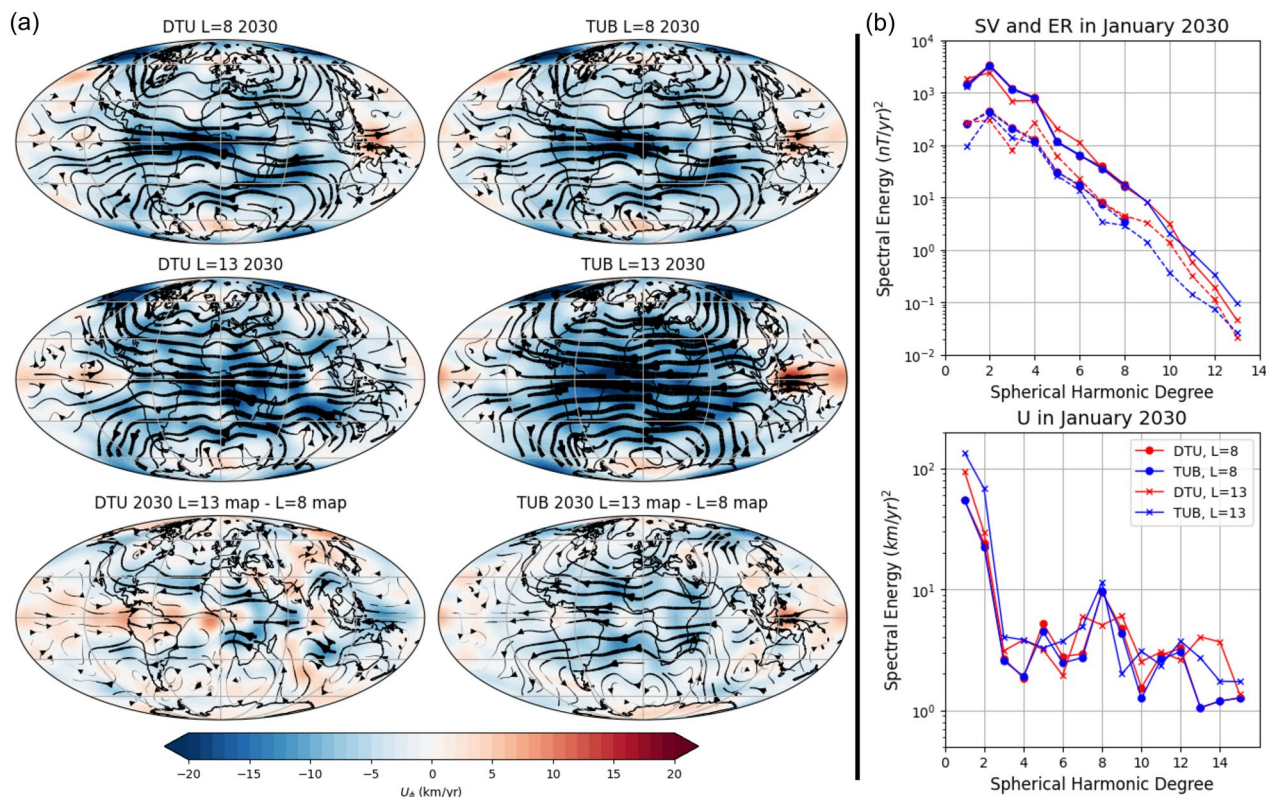 (a)
DTU L=8 2030
TUB L=8 2030
DTU L=13 2030
TUB L=13 2030
DTU 2030 L=13 map - L=8 map
TUB 2030 L=13 map - L=8 map
−20 −15 −10 −5 0 5 10 15 20
U_ϕ (km/yr)
(b)
SV and ER in January 2030
Spectral Energy (nT/yr)²
10⁴
10³
10²
10¹
10⁰
10⁻¹
10⁻²
0 2 4 6 8 10 12 14
Spherical Harmonic Degree
U in January 2030
Spectral Energy (km/yr)²
10²
10¹
10⁰
DTU, L=8
TUB, L=8
DTU, L=13
TUB, L=13
0 2 4 6 8 10 12 14
Spherical Harmonic Degree